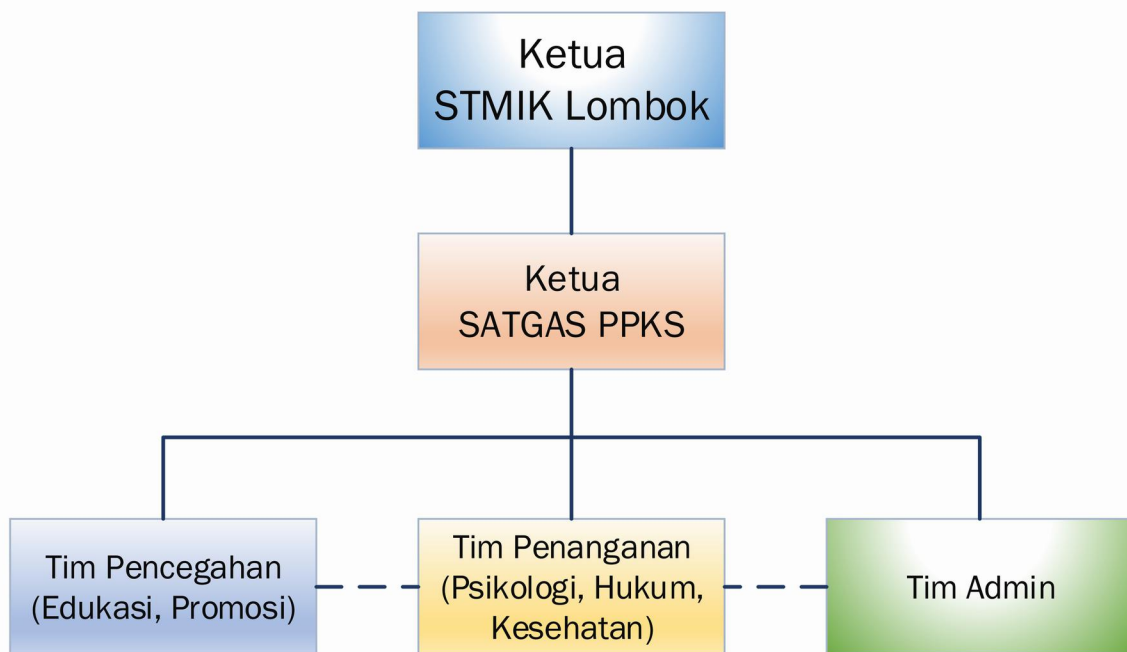 Ketua
STMIK Lombok
Ketua
SATGAS PPKS
Tim Pencegahan
(Edukasi, Promosi)
Tim Penanganan
(Psikologi, Hukum,
Kesehatan)
Tim Admin